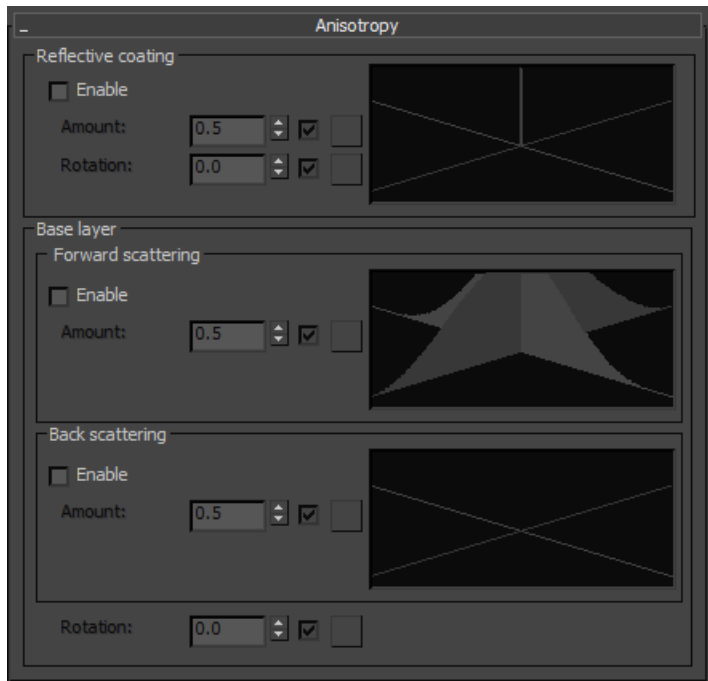 Anisotropy
Reflective coating
Enable
Amount: 0.5
Rotation: 0.0
Base layer
Forward scattering
Enable
Amount: 0.5
Back scattering
Enable
Amount: 0.5
Rotation: 0.0